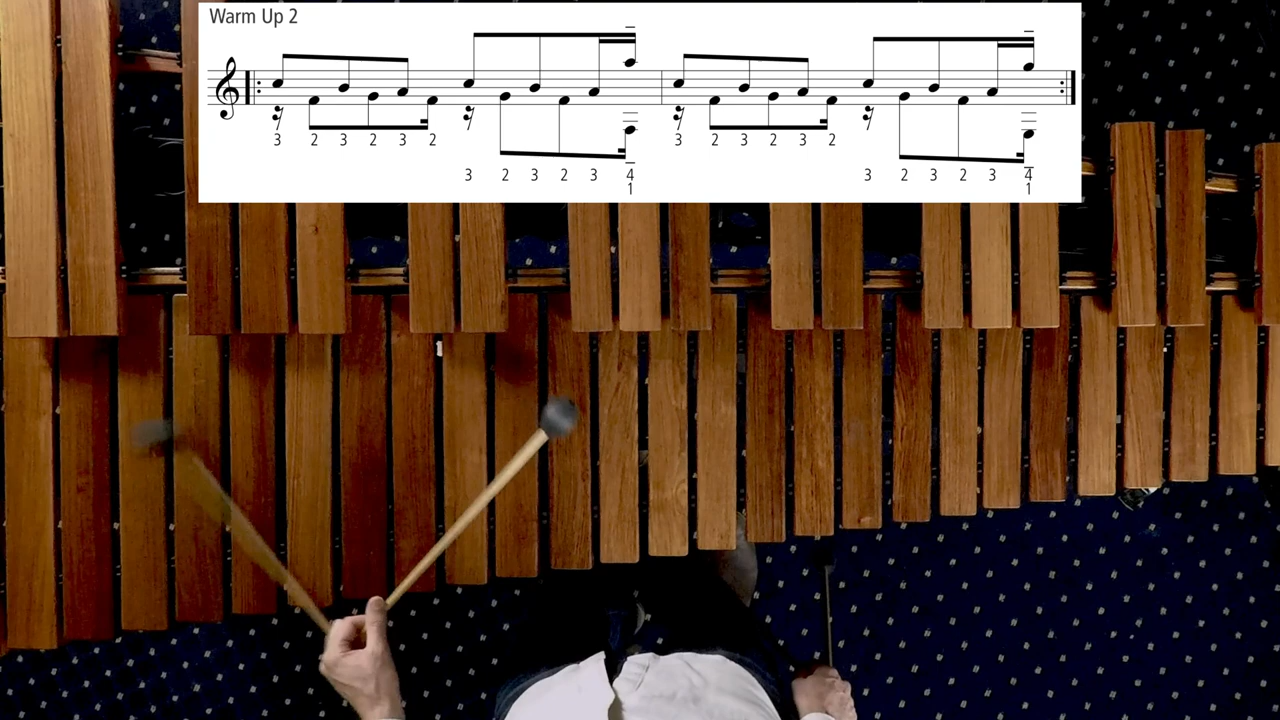 Warm Up 2
3 2 3 2 3 2 3 2 3 2 3 2
3 2 3 2 3 4 3 2 3 2 3 4
1 1